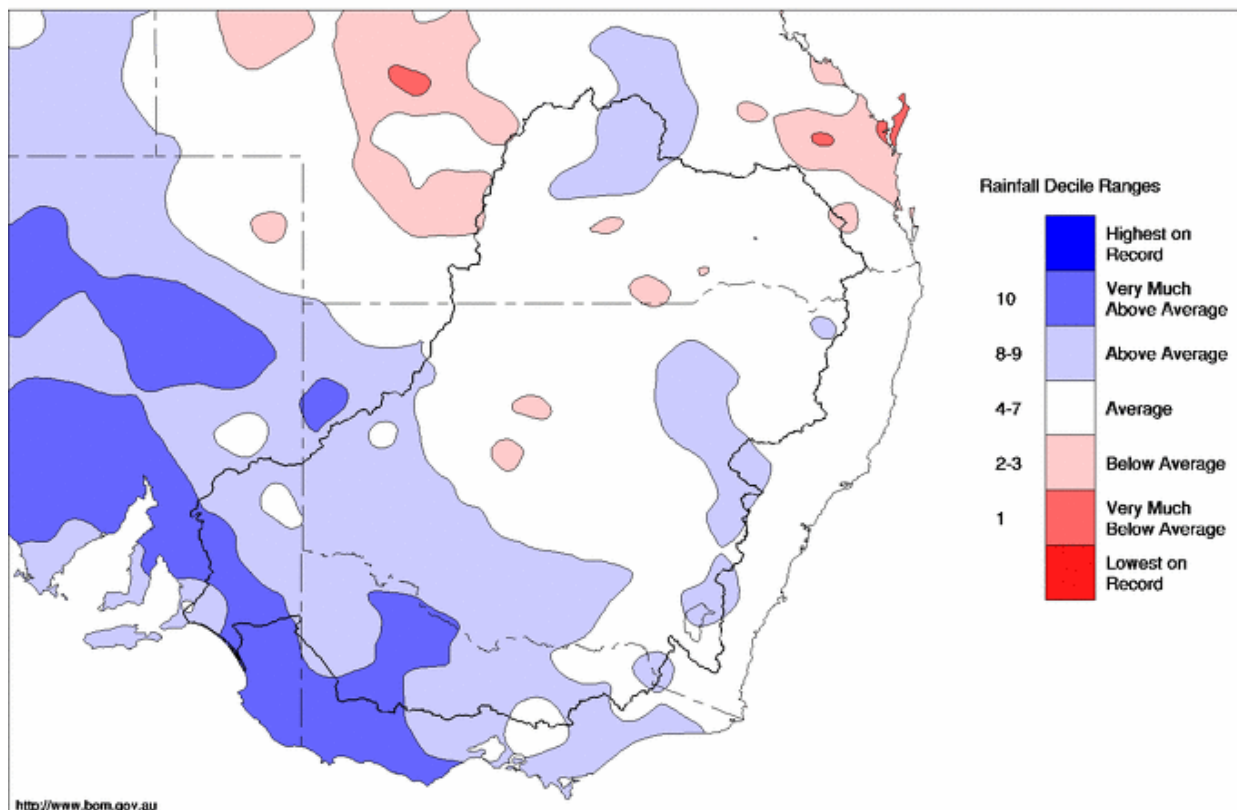 Rainfall Decile Ranges
Highest on
Record
10
Very Much
Above Average
8-9
Above Average
4-7
Average
2-3
Below Average
1
Very Much
Below Average
Lowest on
Record
http://www.bom.gov.au